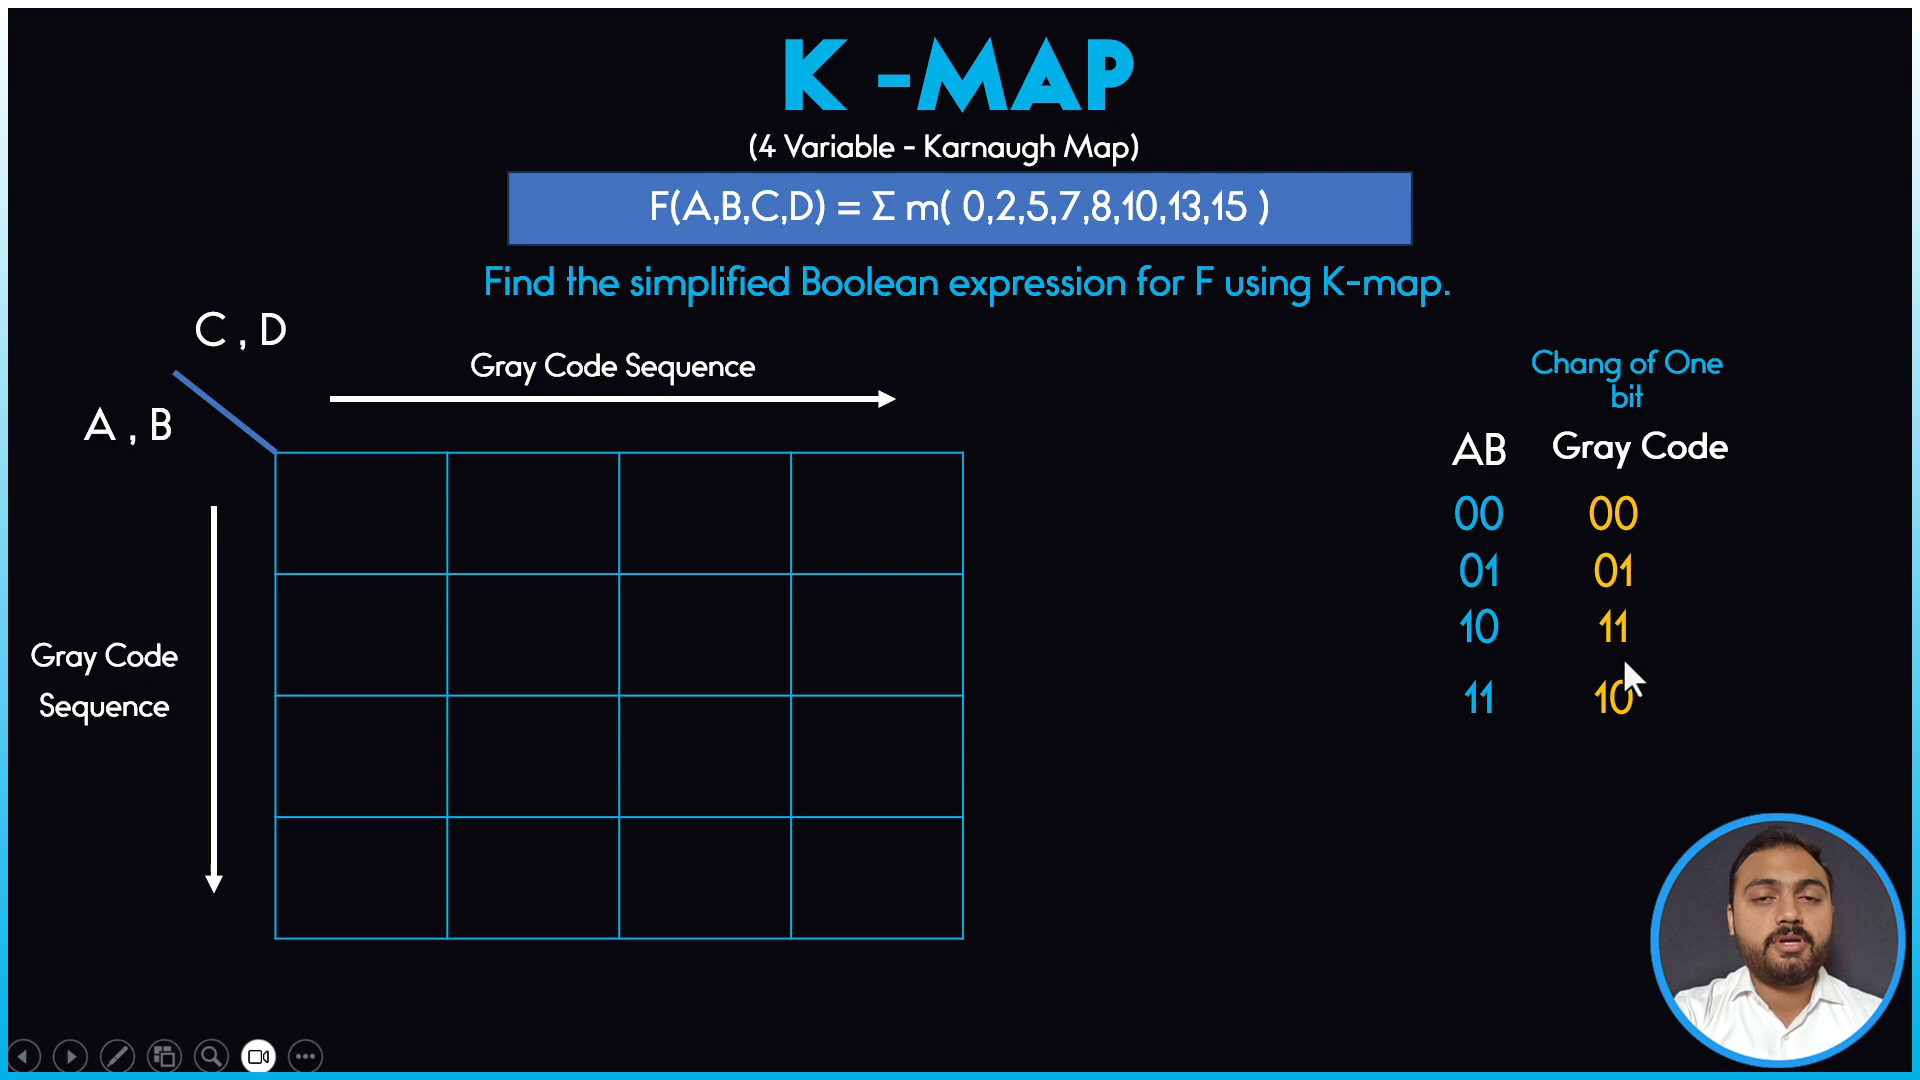 K -MAP
(4 Variable - Karnaugh Map)
F(A,B,C,D) = Σ m( 0,2,5,7,8,10,13,15 )
Find the simplified Boolean expression for F using K-map.
C , D
A , B
Gray Code Sequence
Gray Code
Sequence
Chang of One
bit
AB Gray Code
00 00
01 01
10 11
11 10